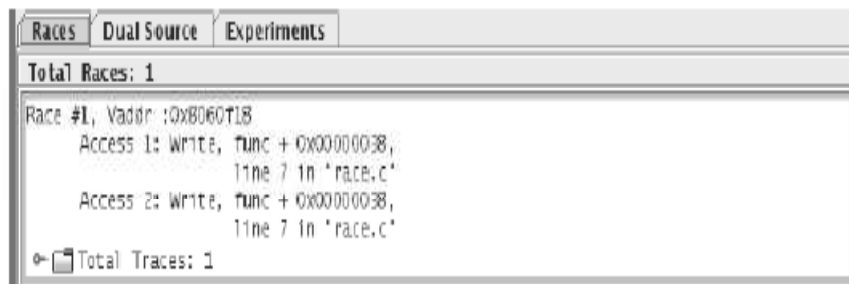 Races Dual Source Experiments
Total Races: 1
Race #1, Vaddr :0x8060f18
Access 1: Write, func + 0x00000038,
line 7 in "race.c"
Access 2: Write, func + 0x00000038,
line 7 in "race.c"
Total Traces: 1